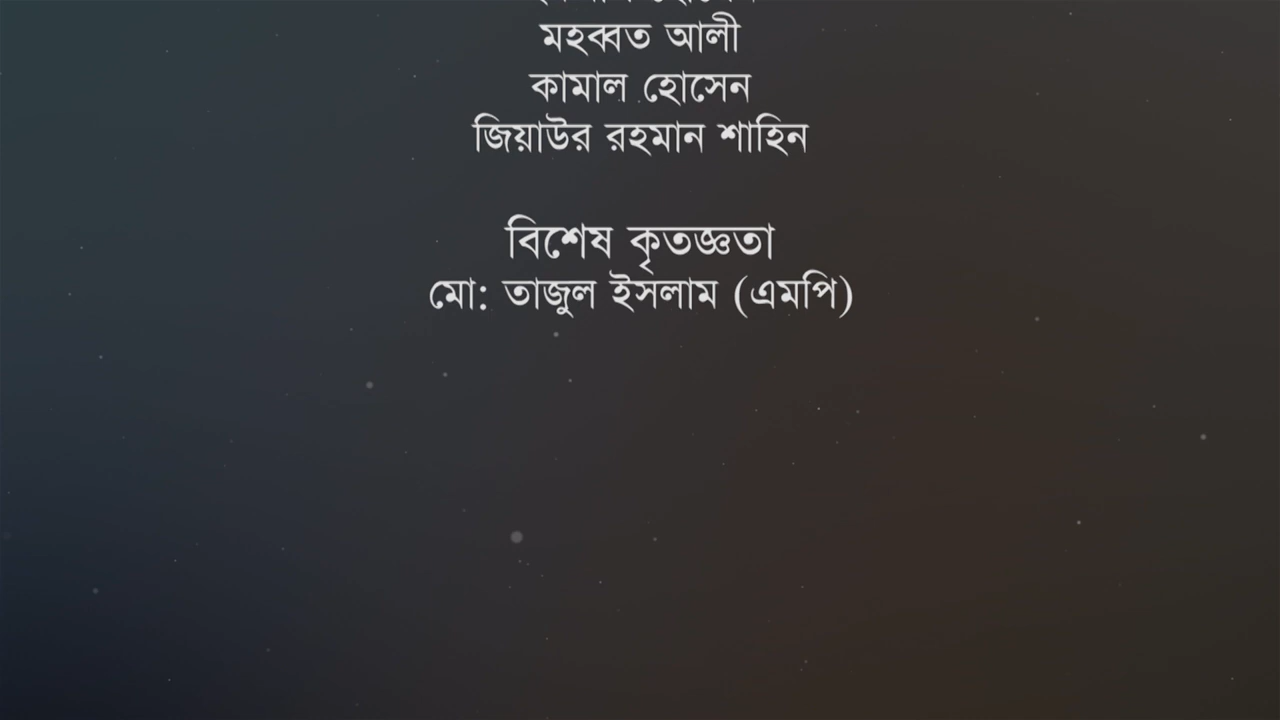 মহব্বত আলী
কামাল হোসেন
জিয়াউর রহমান শাহিন
বিশেষ কৃতজ্ঞতা
মো: তাজুল ইসলাম (এমপি)